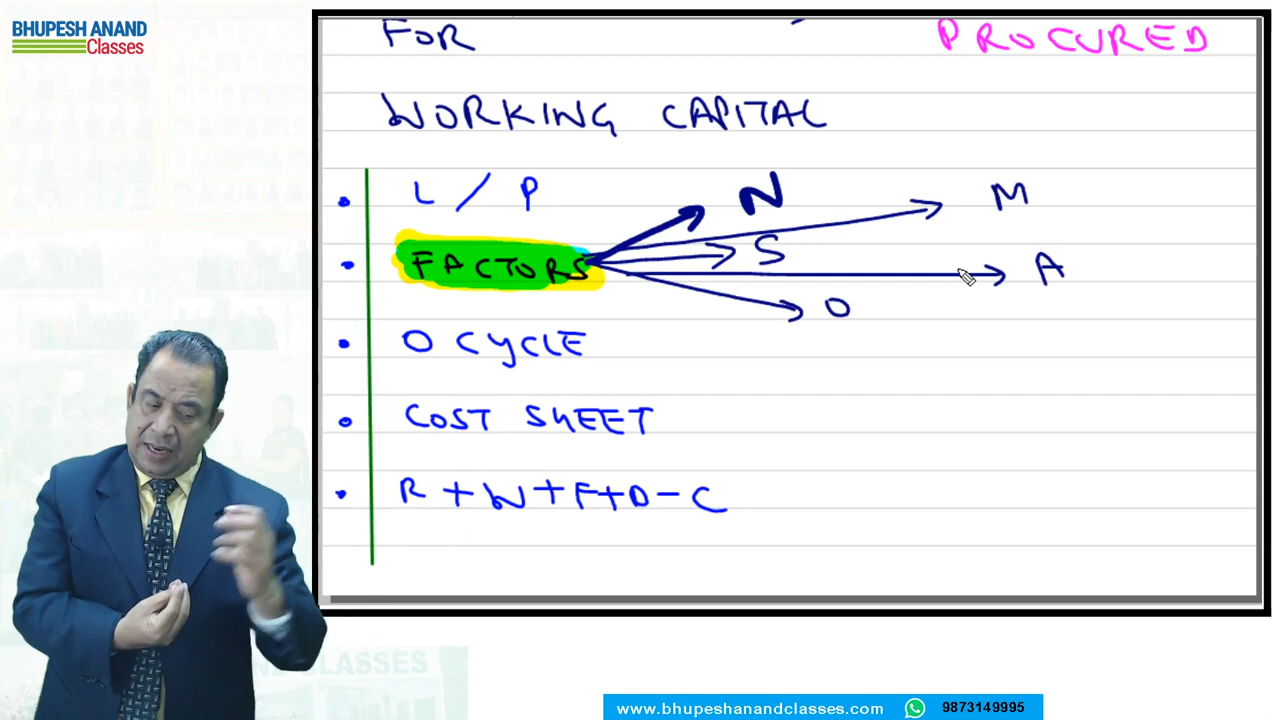 BHUPESH ANAND
Classes
FOR
PROCURED
WORKING CAPITAL
• L / P
N
M
• FACTORS
S
A
O
• O CYCLE
• COST SHEET
• R + W + F + D - C
www.bhupeshanandclasses.com 9873149995